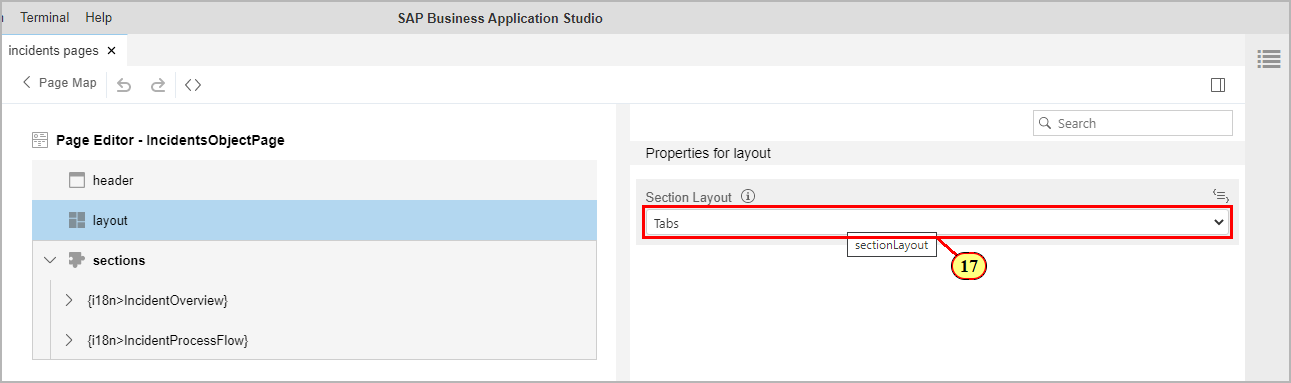 Terminal Help SAP Business Application Studio
incidents pages
Page Map
Search
Page Editor - IncidentsObjectPage
Properties for layout
header
Section Layout
layout
Tabs
sectionLayout
17
sections
{i18n>IncidentOverview}
{i18n>IncidentProcessFlow}